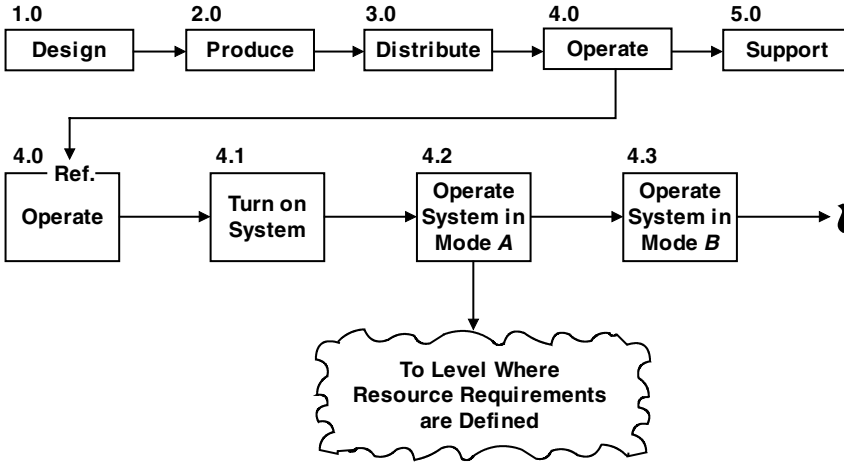 1.0
Design
2.0
Produce
3.0
Distribute
4.0
Operate
5.0
Support
4.0
Ref.
Operate
4.1
Turn on
System
4.2
Operate
System in
Mode A
4.3
Operate
System in
Mode B
To Level Where
Resource Requirements
are Defined